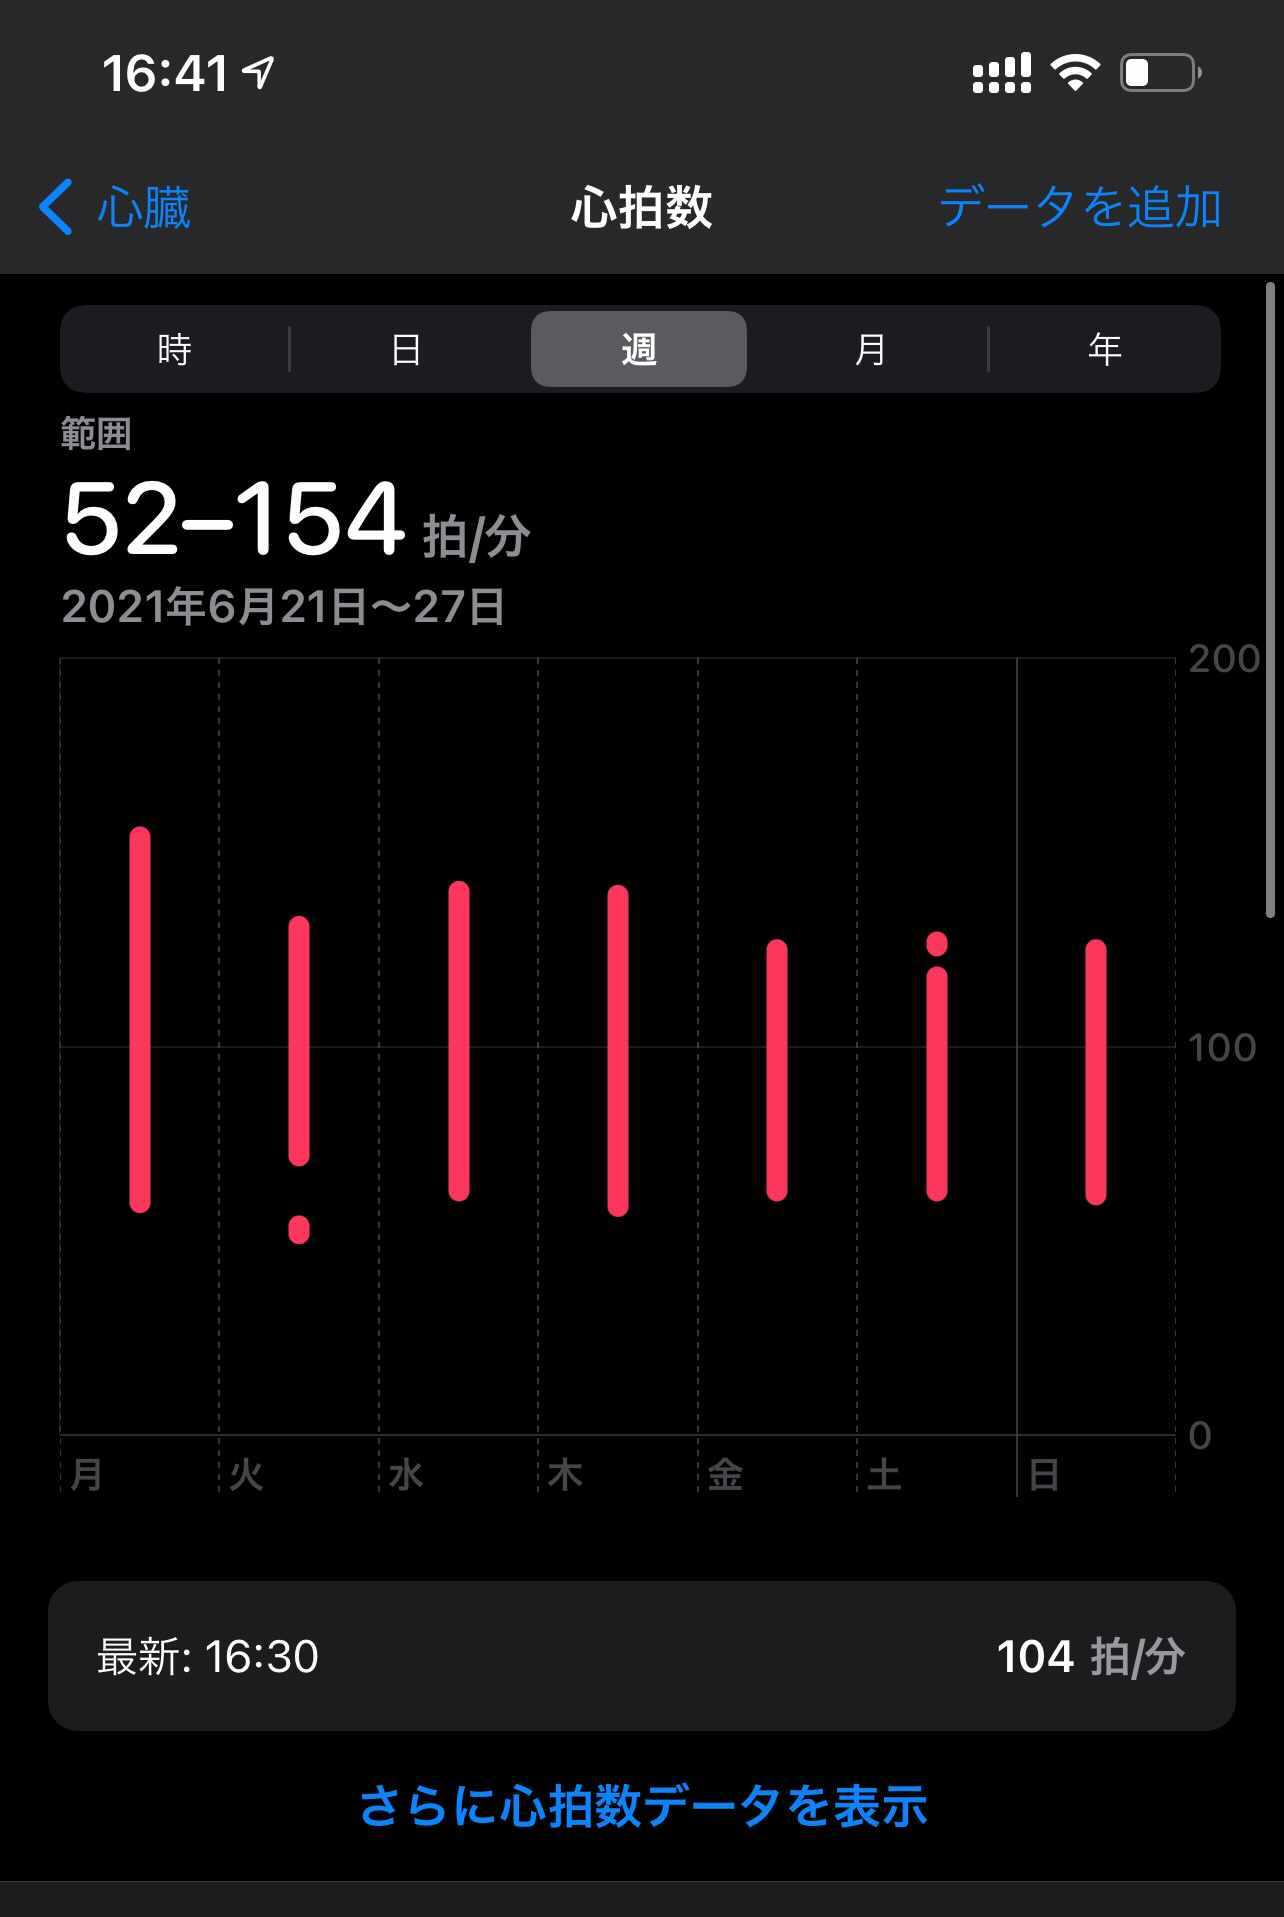 16:41
心臓 心拍数 データを追加
時 日 週 月 年
範囲
52–154 拍/分
2021年6月21日〜27日
200
100
0
月 火 水 木 金 土 日
最新: 16:30 104 拍/分
さらに心拍数データを表示